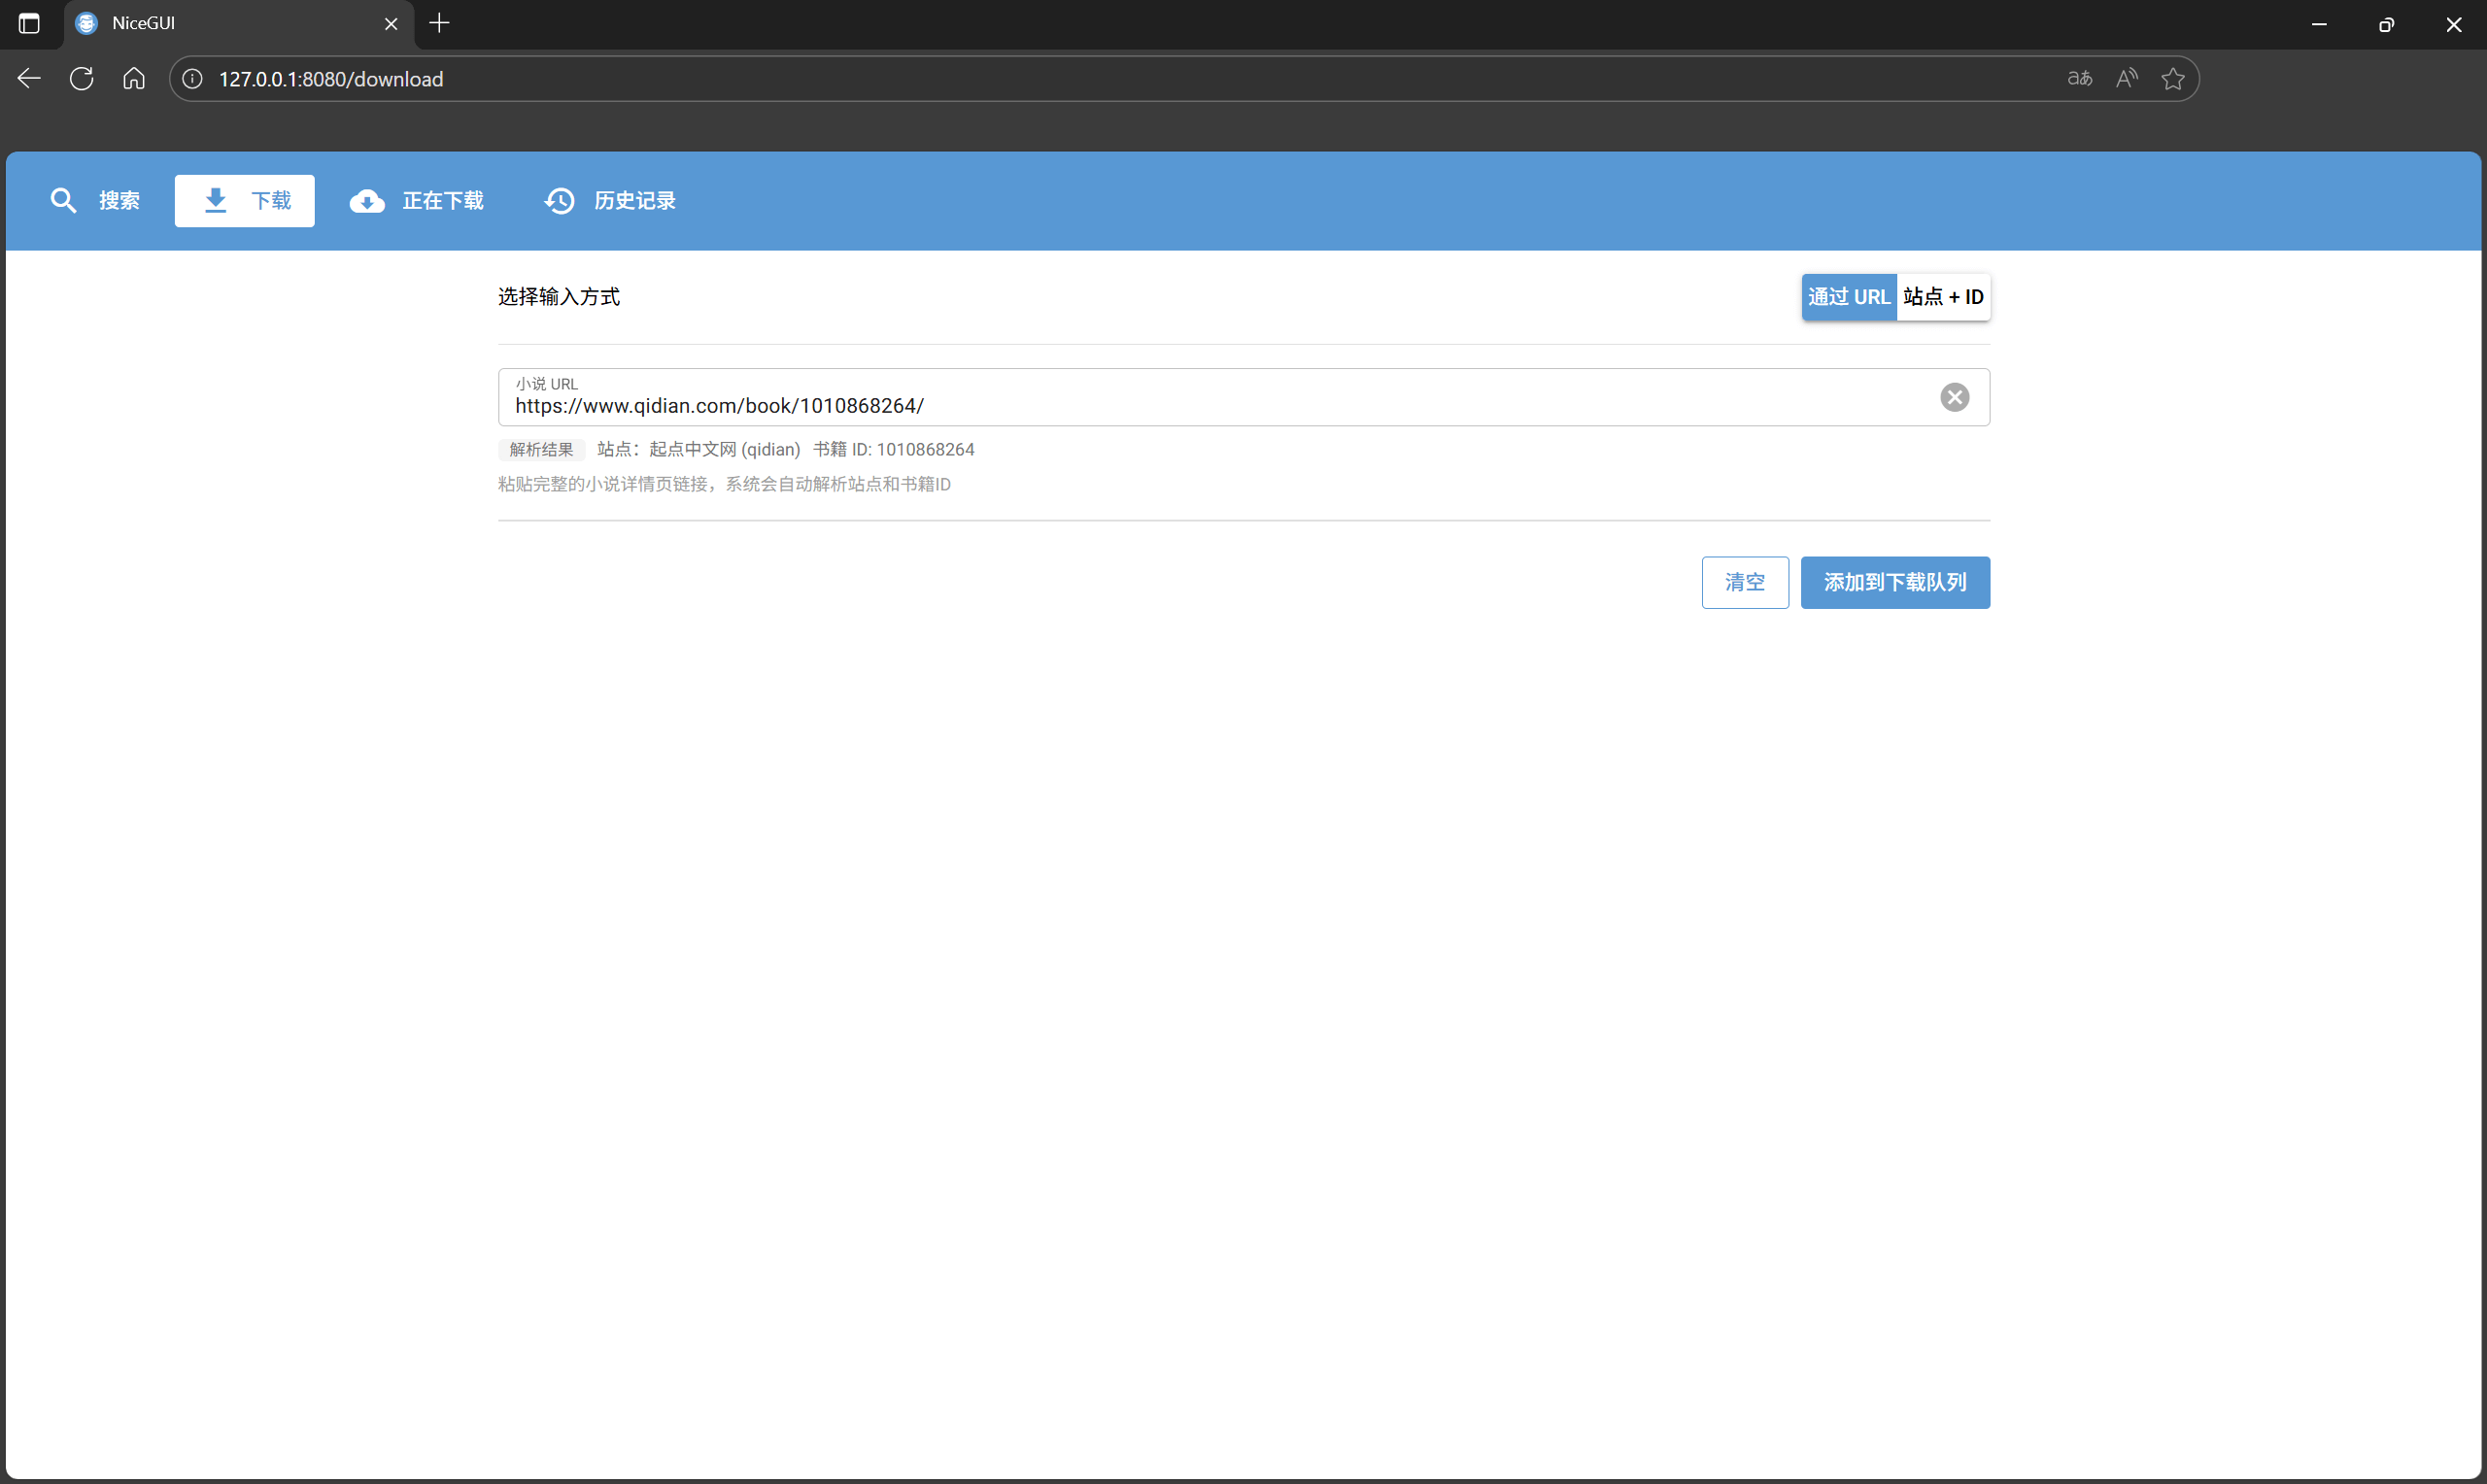 NiceGUI
127.0.0.1:8080/download
搜索 下载 正在下载 历史记录
选择输入方式 通过 URL 站点 + ID
小说 URL
https://www.qidian.com/book/1010868264/
解析结果 站点：起点中文网 (qidian) 书籍 ID: 1010868264
粘贴完整的小说详情页链接，系统会自动解析站点和书籍ID
清空 添加到下载队列